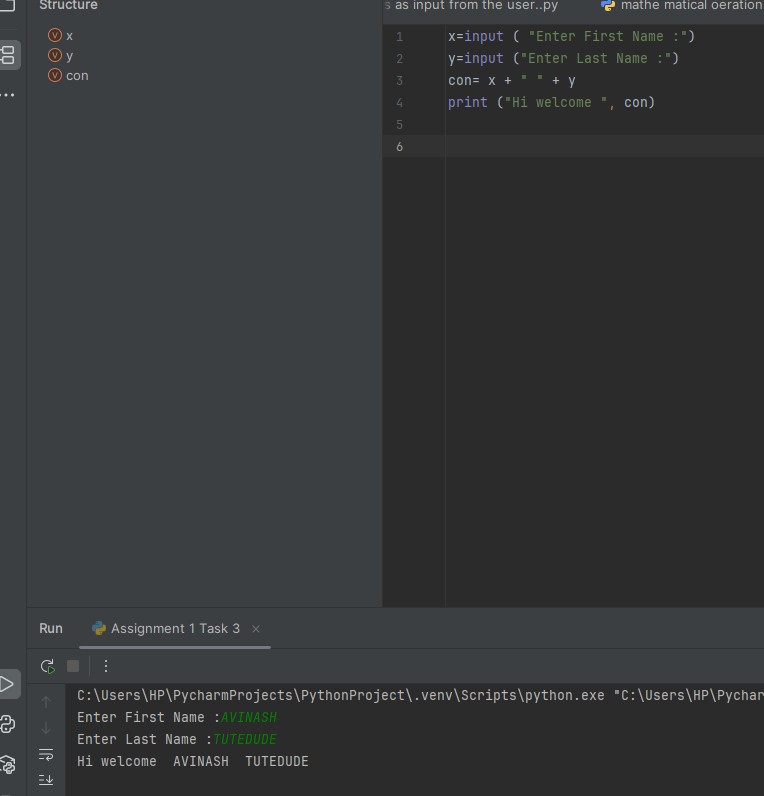 Structure
x
y
con
s as input from the user..py
mathe matical oeration
1 x=input ( "Enter First Name :")
2 y=input ("Enter Last Name :")
3 con= x + " " + y
4 print ("Hi welcome ", con)
5
6
Run
Assignment 1 Task 3
C:\Users\HP\PycharmProjects\PythonProject\.venv\Scripts\python.exe "C:\Users\HP\Pychar
Enter First Name :AVINASH
Enter Last Name :TUTEDUDE
Hi welcome  AVINASH  TUTEDUDE